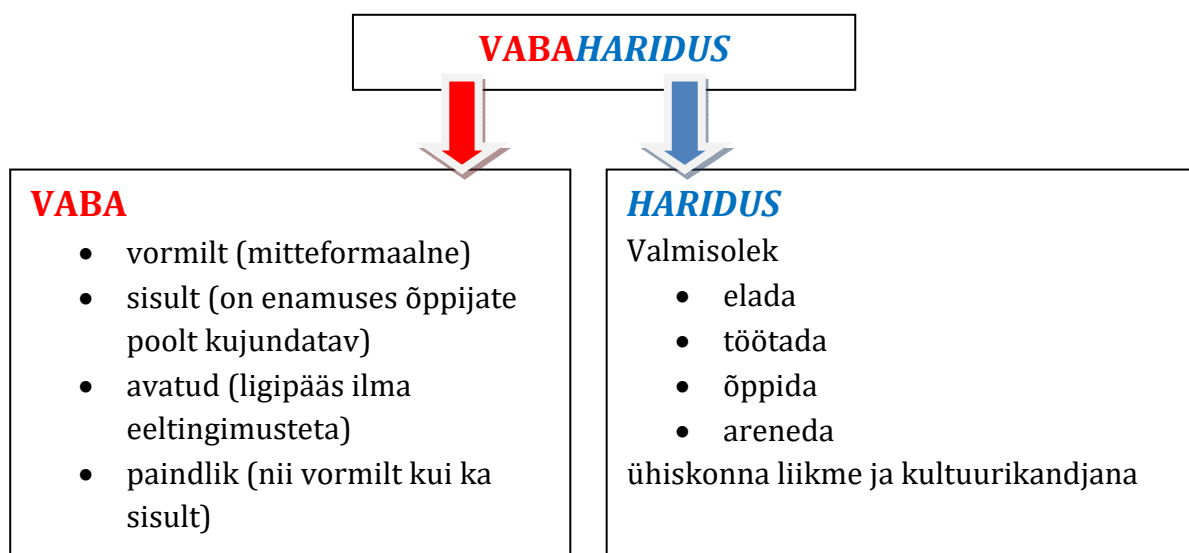 VABAHARIDUS
VABA
• vormilt (mitteformaalne)
• sisult (on enamuses õppijate
poolt kujundatav)
• avatud (ligipääs ilma
eeltingimusteta)
• paindlik (nii vormilt kui ka
sisult)
HARIDUS
Valmisolek
• elada
• töötada
• õppida
• areneda
ühiskonna liikme ja kultuurikandjana